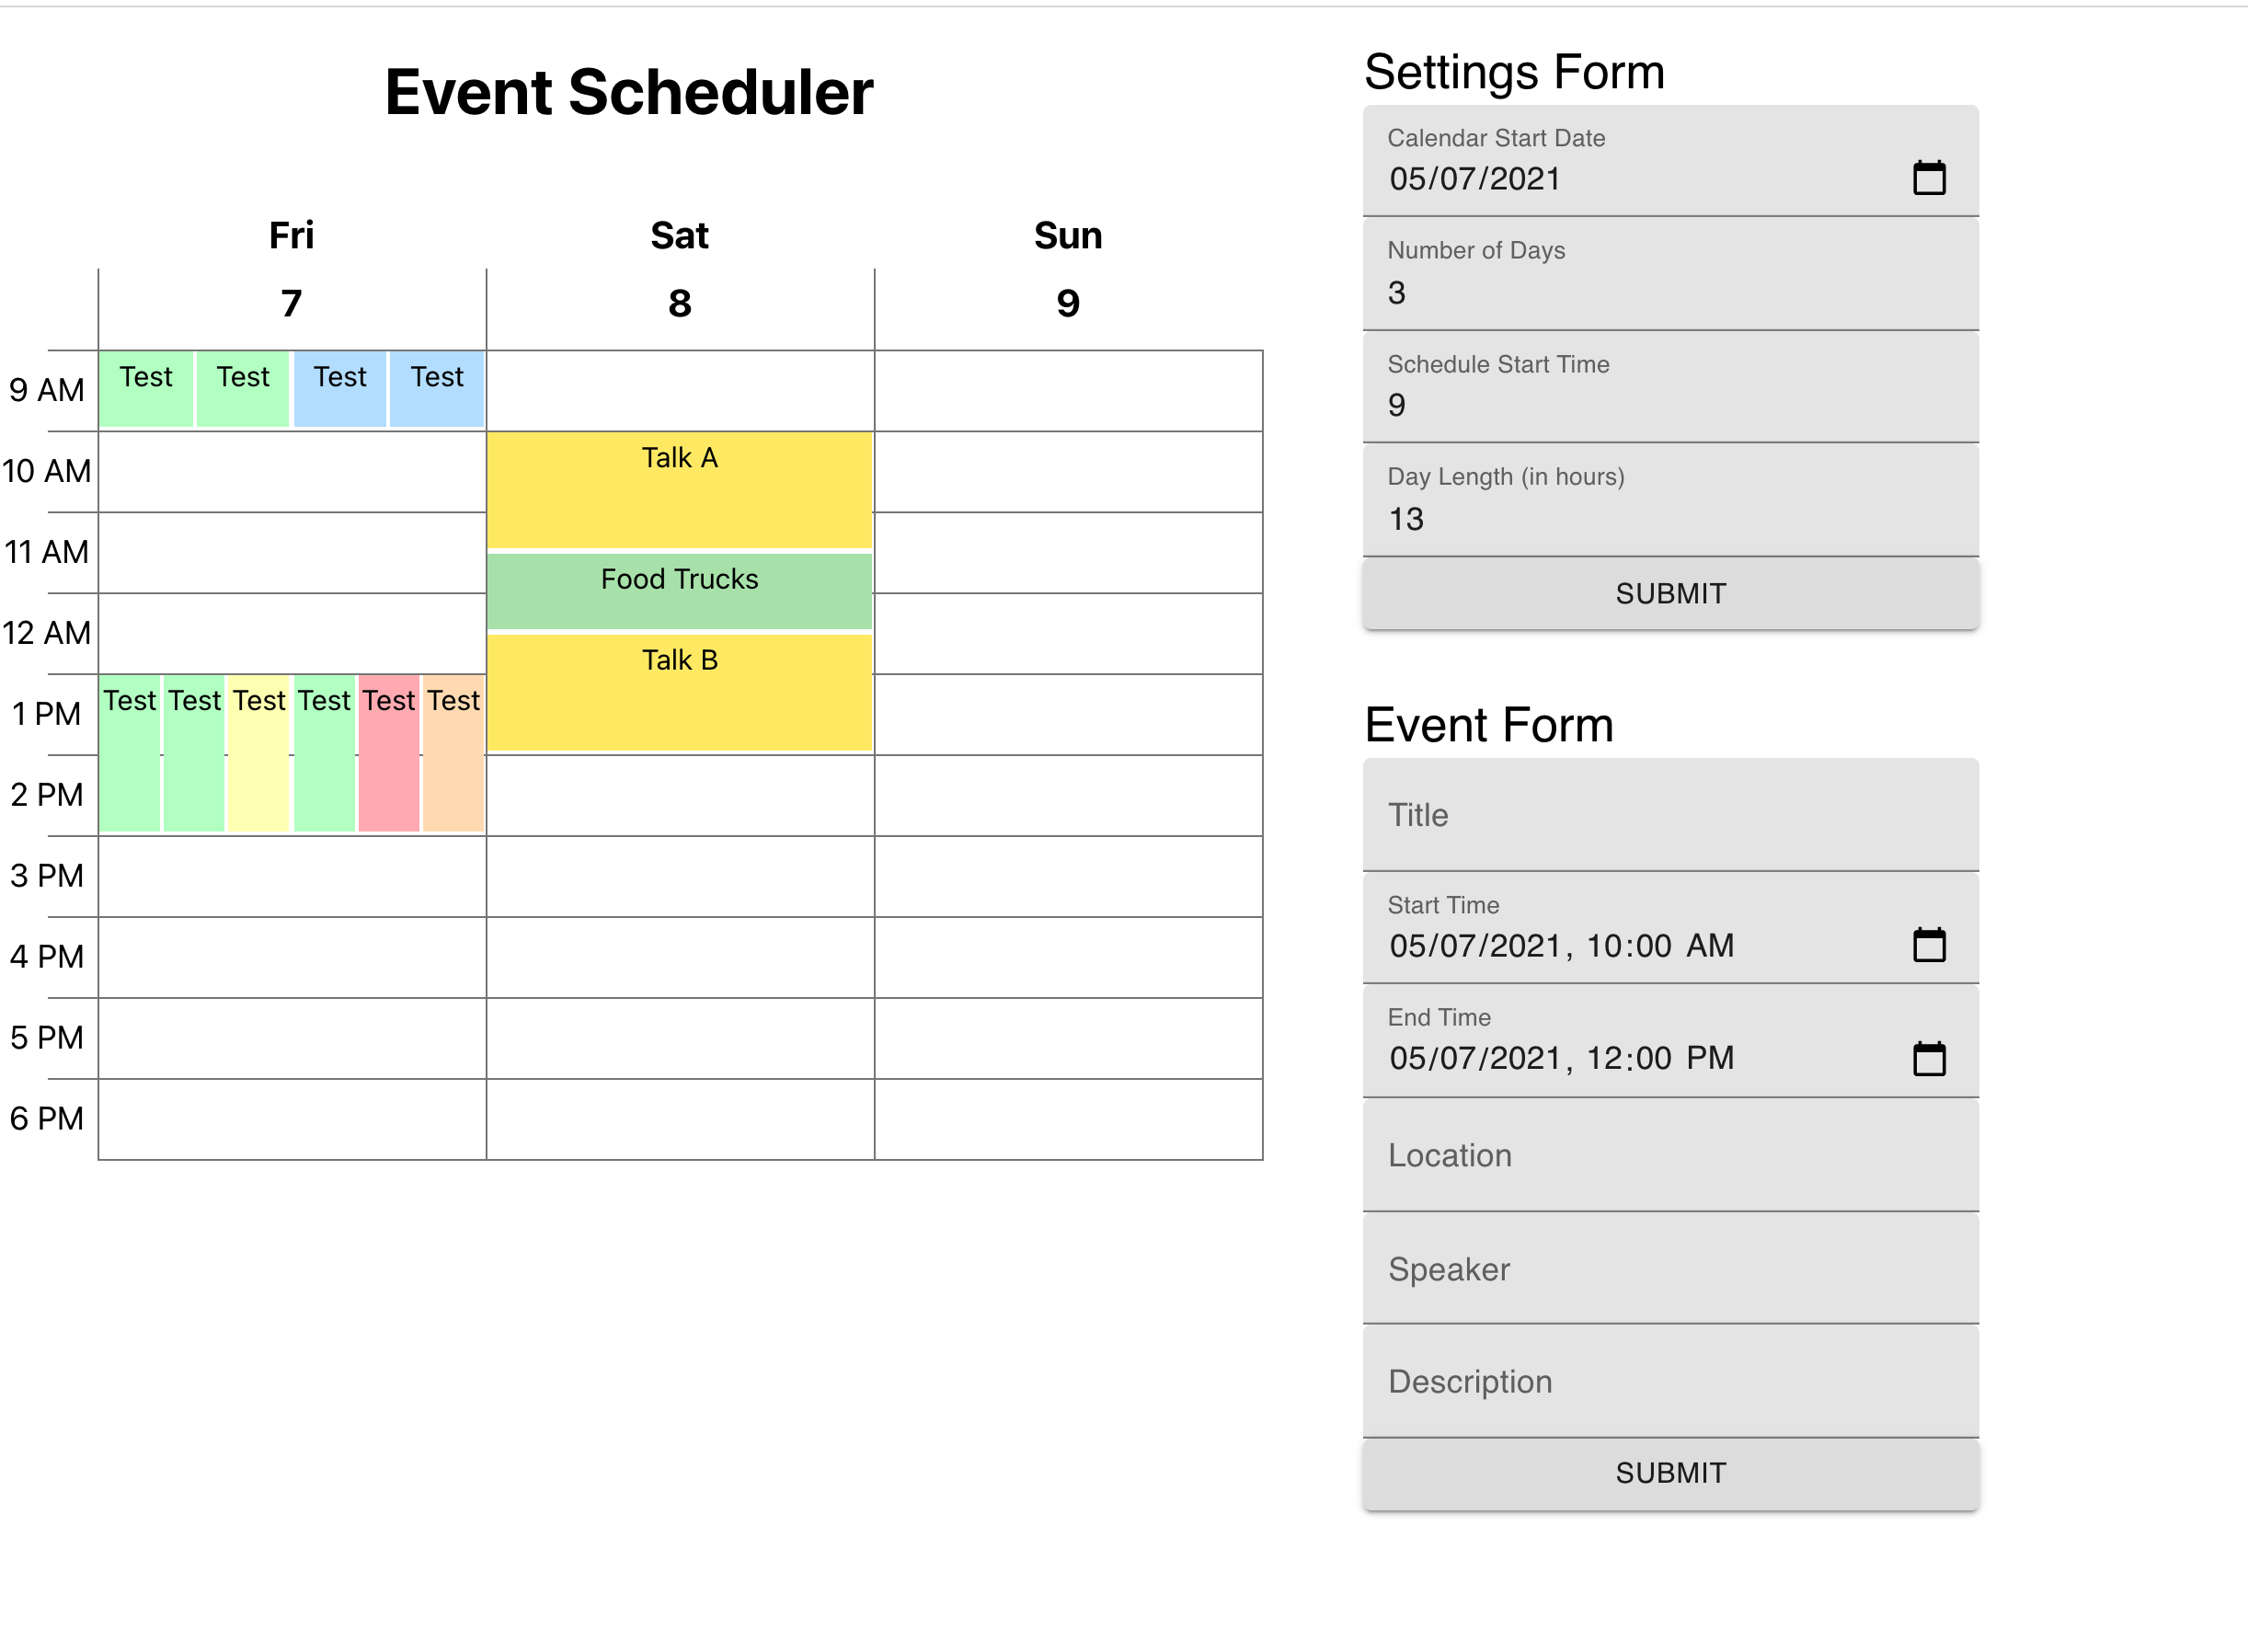 Event Scheduler
Fri Sat Sun
7 8 9
9 AM Test Test Test Test
10 AM Talk A
11 AM
Food Trucks
12 AM
Talk B
1 PM Test Test Test Test Test Test
2 PM
3 PM
4 PM
5 PM
6 PM
Settings Form
Calendar Start Date
05/07/2021
Number of Days
3
Schedule Start Time
9
Day Length (in hours)
13
SUBMIT
Event Form
Title
Start Time
05/07/2021, 10:00 AM
End Time
05/07/2021, 12:00 PM
Location
Speaker
Description
SUBMIT